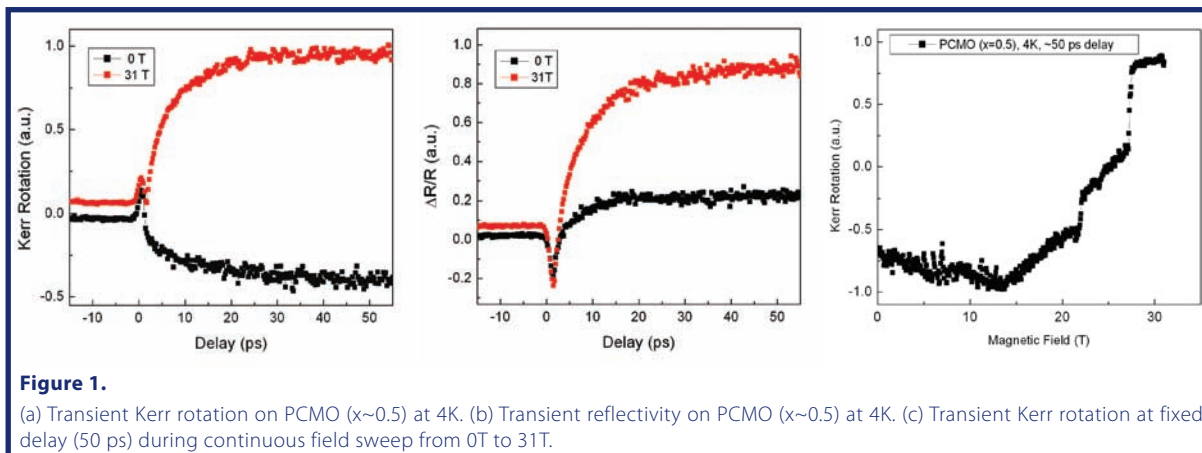 1.0
0.5
0.0
-0.5
Kerr Rotation (a.u.)
0 T
31 T
-10 0 10 20 30 40 50
Delay (ps)
1.0
0.8
0.6
0.4
0.2
0.0
-0.2
ΔR/R (a.u.)
0 T
31T
-10 0 10 20 30 40 50
Delay (ps)
PCMO (x=0.5), 4K, ~50 ps delay
0.5
0.0
-0.5
-1.0
Kerr Rotation (a.u.)
0 10 20 30
Magnetic Field (T)
Figure 1.
(a) Transient Kerr rotation on PCMO (x~0.5) at 4K. (b) Transient reflectivity on PCMO (x~0.5) at 4K. (c) Transient Kerr rotation at fixed
delay (50 ps) during continuous field sweep from 0T to 31T.